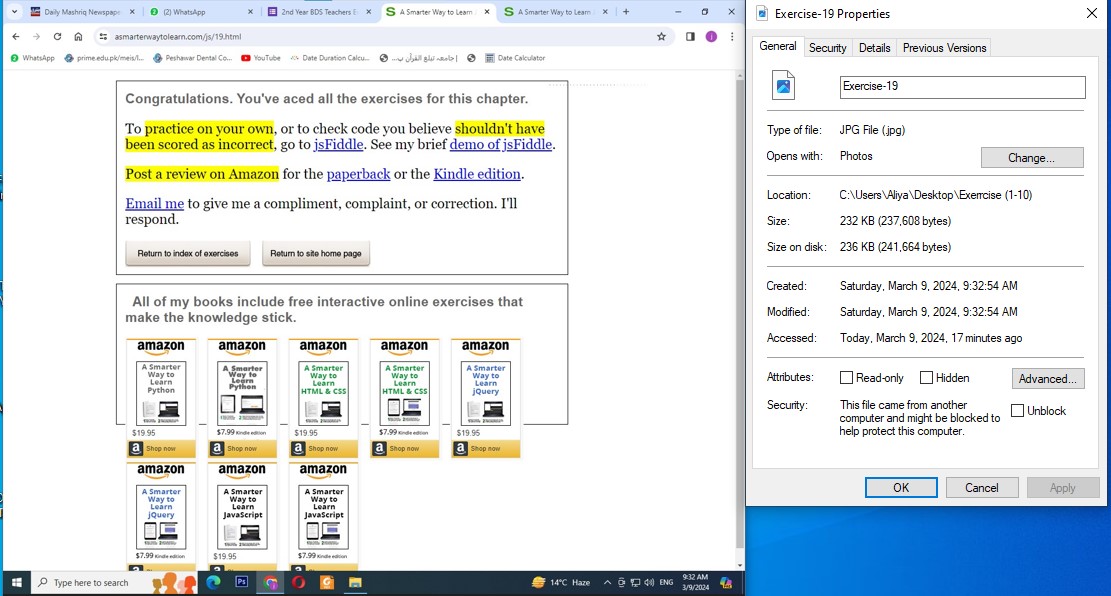 Daily Mashriq Newspape
(2) WhatsApp
2nd Year BDS Teachers E
A Smarter Way to Learn
A Smarter Way to Learn
asmarterwaytolearn.com/js/19.html
WhatsApp
prime.edu.pk/meis/l...
Peshawar Dental Co...
YouTube
Date Duration Calcu...
Date Calculator
Congratulations. You've aced all the exercises for this chapter.
To practice on your own, or to check code you believe shouldn't have
been scored as incorrect, go to jsFiddle. See my brief demo of jsFiddle.
Post a review on Amazon for the paperback or the Kindle edition.
Email me to give me a compliment, complaint, or correction. I'll
respond.
Return to index of exercises
Return to site home page
All of my books include free interactive online exercises that
make the knowledge stick.
amazon amazon amazon amazon amazon
A Smarter Way to Learn Python
A Smarter Way to Learn Python
A Smarter Way to Learn HTML & CSS
A Smarter Way to Learn HTML & CSS
A Smarter Way to Learn jQuery
$19.95 $7.99 Kindle edition $19.95 $7.99 Kindle edition $19.95
a Shop now a Shop now a Shop now a Shop now a Shop now
amazon amazon amazon
A Smarter Way to Learn jQuery
A Smarter Way to Learn JavaScript
A Smarter Way to Learn JavaScript
$7.99 Kindle edition $19.95 $7.99 Kindle edition
Type here to search
Ps
14°C Haze
ENG
9:32 AM
3/9/2024
Exercise-19 Properties
General
Security
Details
Previous Versions
Exercise-19
Type of file: JPG File (.jpg)
Opens with: Photos
Change...
Location: C:\Users\Aliya\Desktop\Exerrcise (1-10)
Size: 232 KB (237,608 bytes)
Size on disk: 236 KB (241,664 bytes)
Created: Saturday, March 9, 2024, 9:32:54 AM
Modified: Saturday, March 9, 2024, 9:32:54 AM
Accessed: Today, March 9, 2024, 17 minutes ago
Attributes: Read-only Hidden Advanced...
Security: This file came from another
computer and might be blocked to
help protect this computer.
Unblock
OK
Cancel
Apply